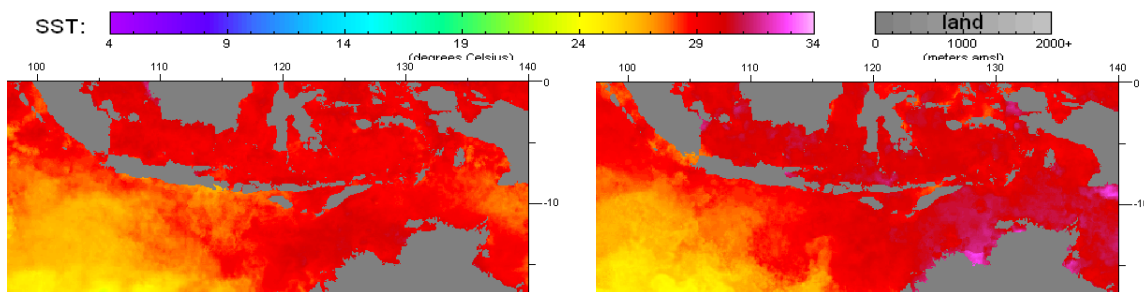 SST:
4 9 14 19 24 29 34
(degrees Celsius)
land
0 1000 2000+
(meters amsl)
100 110 120 130 140
0
-10
100 110 120 130 140
0
-10